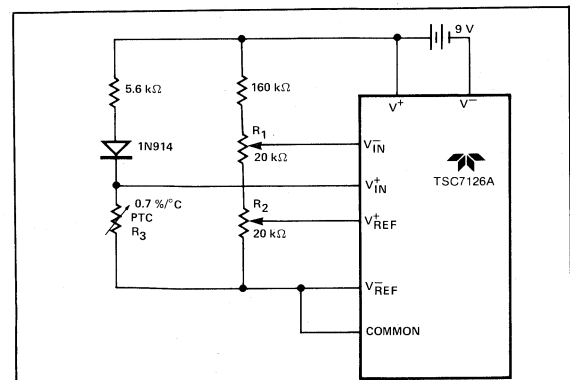 9 V
5.6 kΩ
160 kΩ
V+
V−
1N914
R1
20 kΩ
V−IN
TSC7126A
V+IN
0.7 %/°C
PTC
R3
R2
20 kΩ
V+REF
V−REF
COMMON